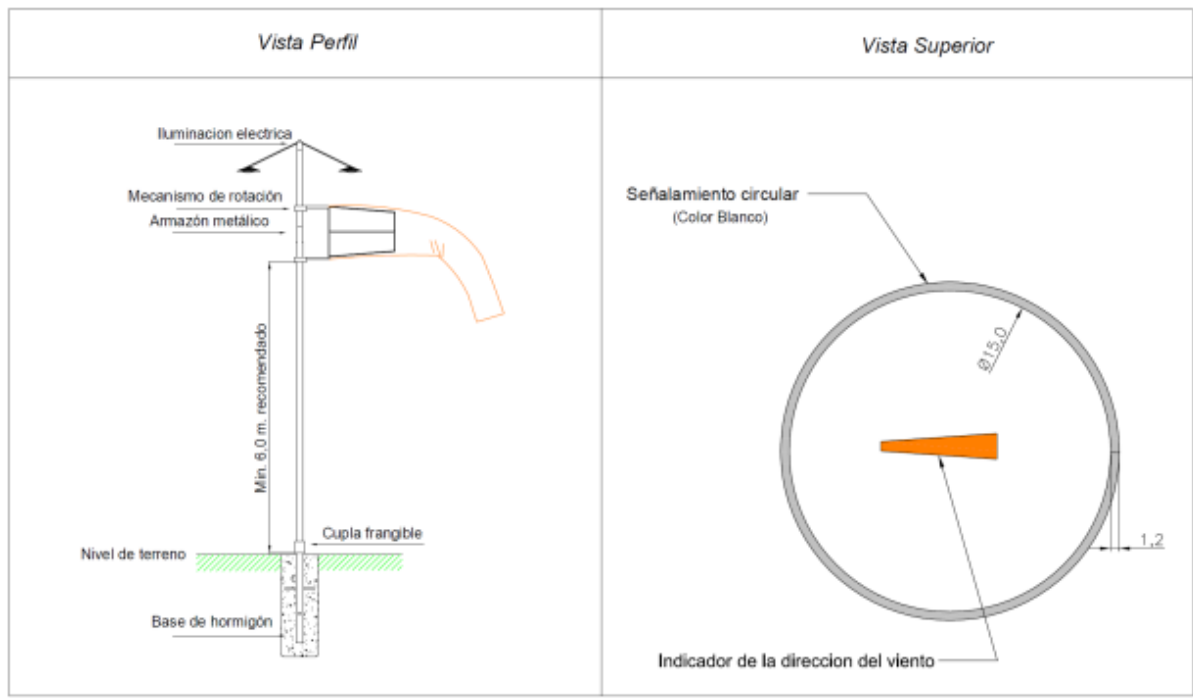 Vista Perfil
Vista Superior
Iluminacion electrica
Mecanismo de rotación
Armazón metálico
Min. 6,0 m. recomendado
Cupla frangible
Nivel de terreno
Base de hormigón
Señalamiento circular
(Color Blanco)
Ø15,0
1,2
Indicador de la direccion del viento